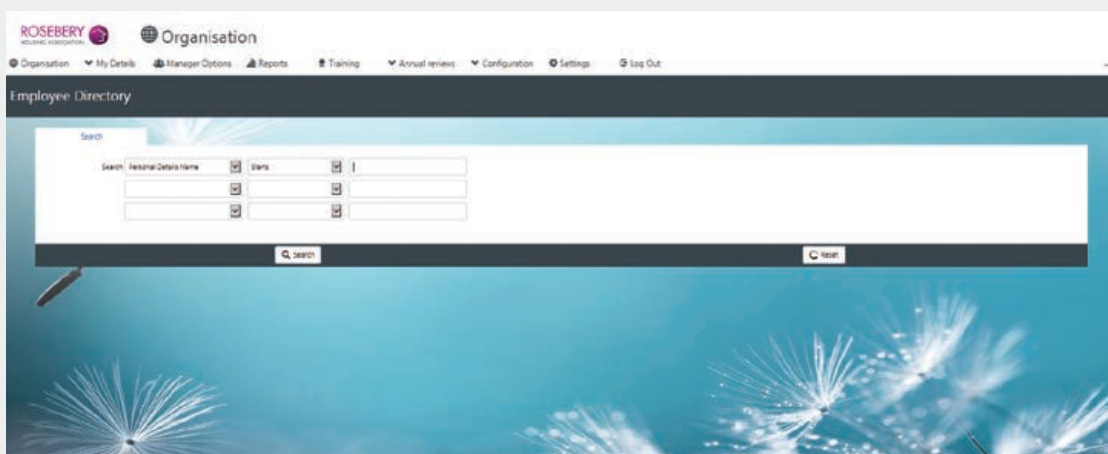 ROSEBERY
HOUSING ASSOCIATION
Organisation
Organisation My Details Manager Options Reports Training Annual reviews Configuration Settings Log Out
Employee Directory
Search
Search Personal Details Name Starts
Search Reset